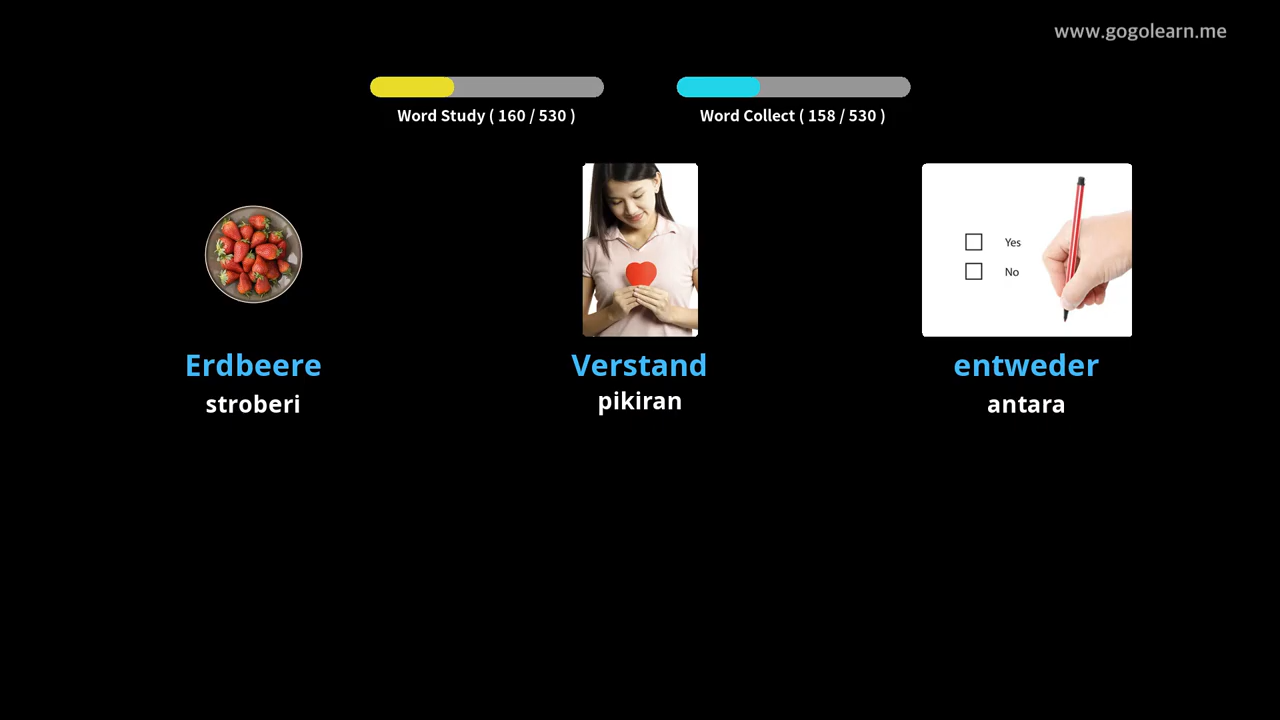 www.gogolearn.me
Word Study ( 160 / 530 )
Word Collect ( 158 / 530 )
Yes
No
Erdbeere
stroberi
Verstand
pikiran
entweder
antara